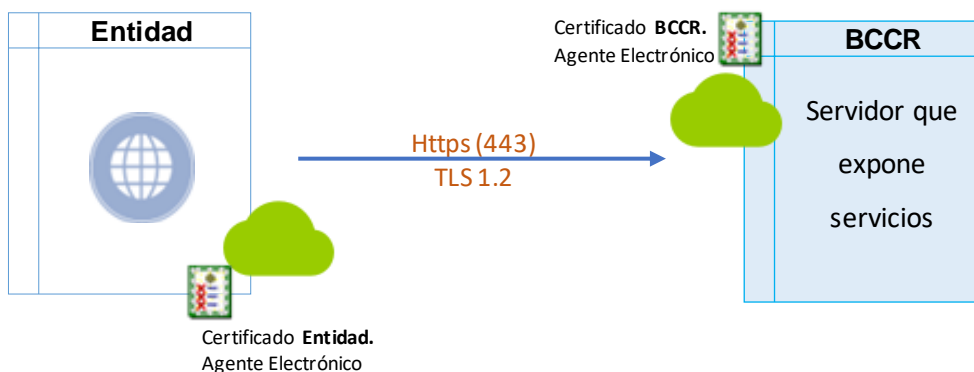 Entidad
Certificado BCCR.
Agente Electrónico
BCCR
Servidor que
expone
servicios
Https (443)
TLS 1.2
Certificado Entidad.
Agente Electrónico